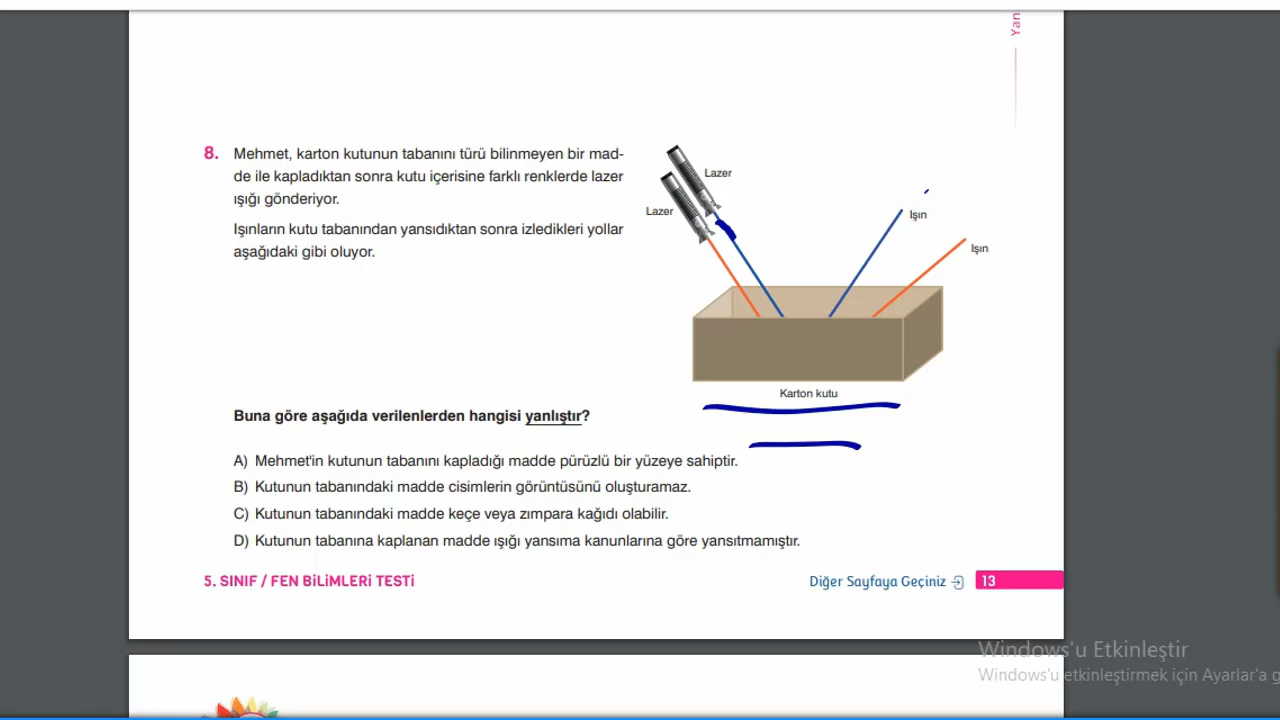 Yan
8. Mehmet, karton kutunun tabanını türü bilinmeyen bir mad-
de ile kapladıktan sonra kutu içerisine farklı renklerde lazer
ışığı gönderiyor.
Işınların kutu tabanından yansıdıktan sonra izledikleri yollar
aşağıdaki gibi oluyor.
Lazer
Lazer
Işın
Işın
Karton kutu
Buna göre aşağıda verilenlerden hangisi yanlıştır?
A) Mehmet'in kutunun tabanını kapladığı madde pürüzlü bir yüzeye sahiptir.
B) Kutunun tabanındaki madde cisimlerin görüntüsünü oluşturamaz.
C) Kutunun tabanındaki madde keçe veya zımpara kağıdı olabilir.
D) Kutunun tabanına kaplanan madde ışığı yansıma kanunlarına göre yansıtmamıştır.
5. SINIF / FEN BİLİMLERİ TESTİ
Diğer Sayfaya Geçiniz
13
Windows'u Etkinleştir
Windows'u etkinleştirmek için Ayarlar'a g